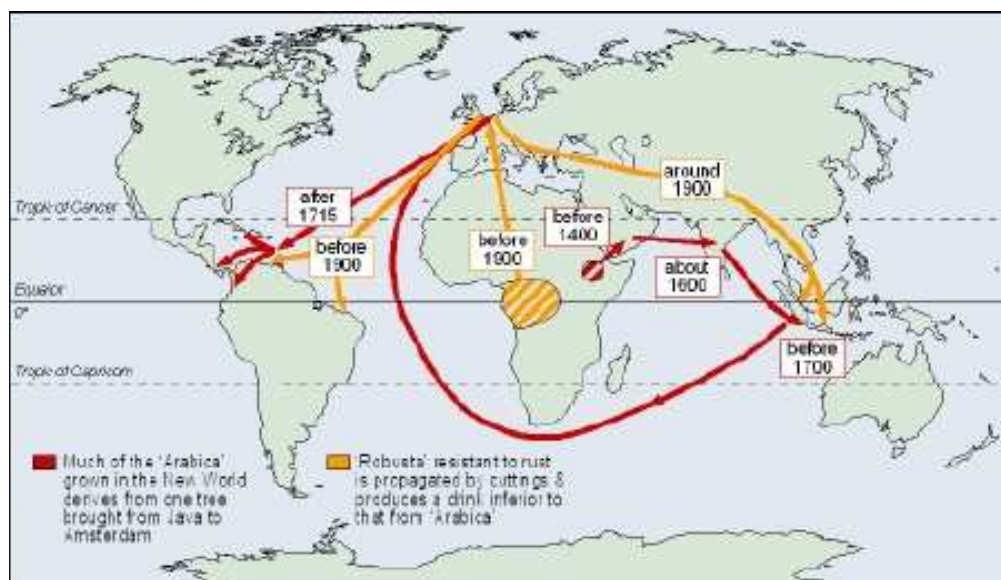 Tropic of Cancer
Equator
0°
Tropic of Capricorn
after
1715
before
1900
before
1900
before
1400
about
1600
around
1900
before
1700
Much of the 'Arabica'
grown in the New World
derives from one tree
brought from Java to
Amsterdam
'Robusta' resistant to rust
is propagated by cuttings &
produces a drink inferior to
that from 'Arabica'